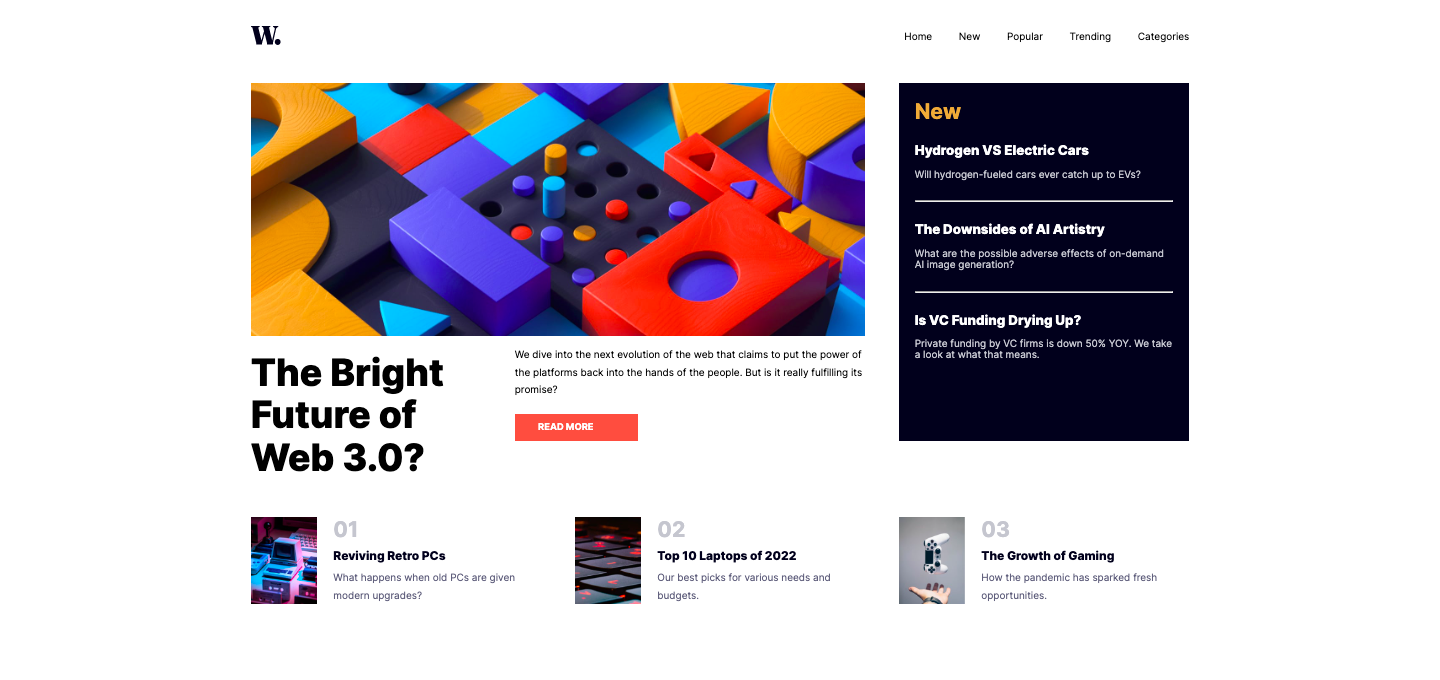 W.
Home New Popular Trending Categories
New
Hydrogen VS Electric Cars
Will hydrogen-fueled cars ever catch up to EVs?
The Downsides of AI Artistry
What are the possible adverse effects of on-demand
AI image generation?
Is VC Funding Drying Up?
Private funding by VC firms is down 50% YOY. We take
a look at what that means.
The Bright
Future of
Web 3.0?
We dive into the next evolution of the web that claims to put the power of
the platforms back into the hands of the people. But is it really fulfilling its
promise?
READ MORE
01
Reviving Retro PCs
What happens when old PCs are given
modern upgrades?
02
Top 10 Laptops of 2022
Our best picks for various needs and
budgets.
03
The Growth of Gaming
How the pandemic has sparked fresh
opportunities.